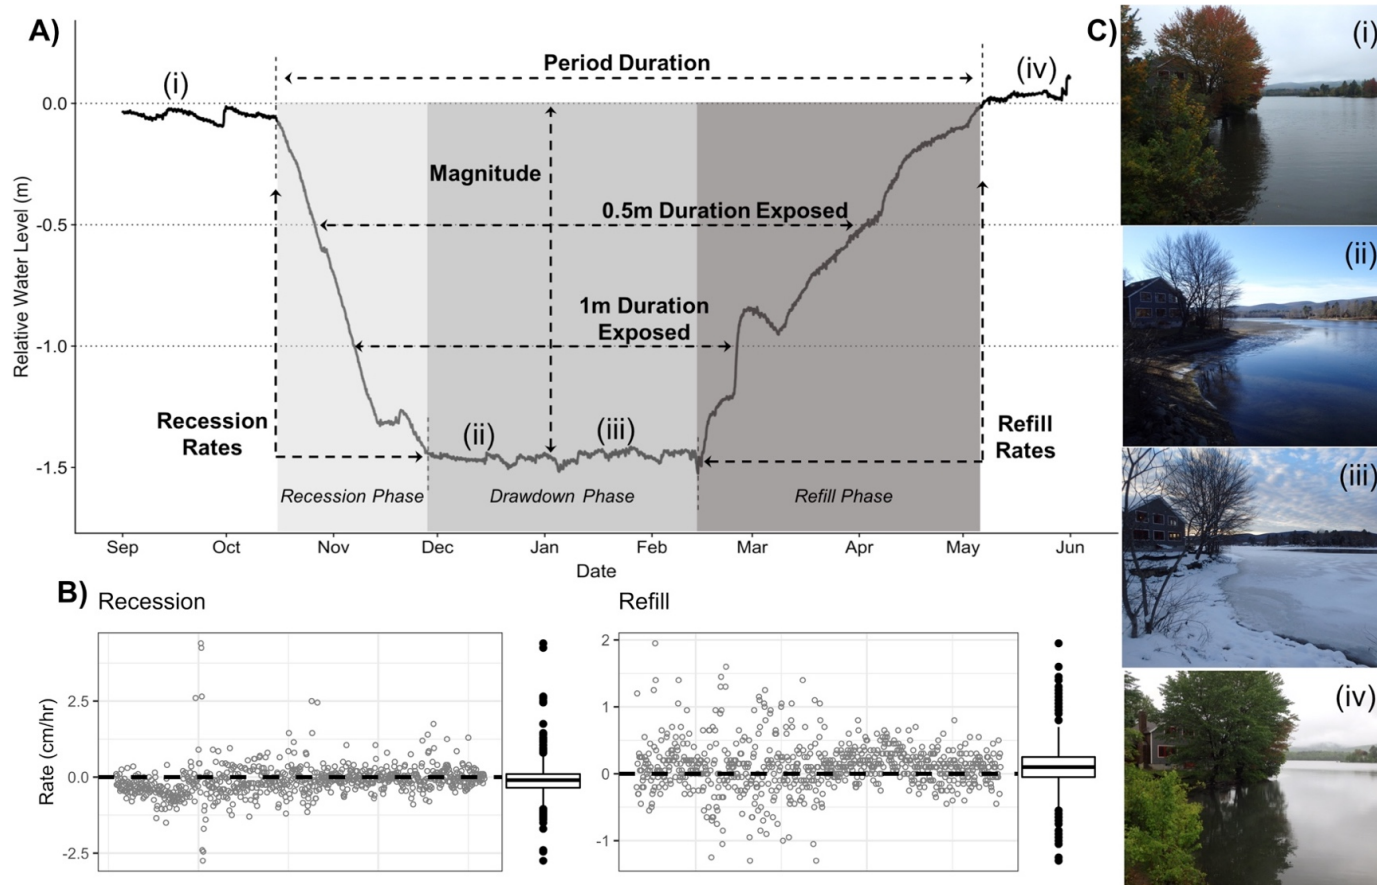 A)
C)
(i)
Period Duration
(i)
(iv)
0.0
Magnitude
0.5m Duration Exposed
-0.5
(ii)
1m Duration
Exposed
-1.0
Relative Water Level (m)
Recession
Rates
(ii)
(iii)
Refill
Rates
(iii)
-1.5
Recession Phase
Drawdown Phase
Refill Phase
Sep
Oct
Nov
Dec
Jan
Feb
Mar
Apr
May
Jun
Date
B)
Recession
Refill
2
2.5
1
0.0
0
-2.5
-1
Rate (cm/hr)
(iv)